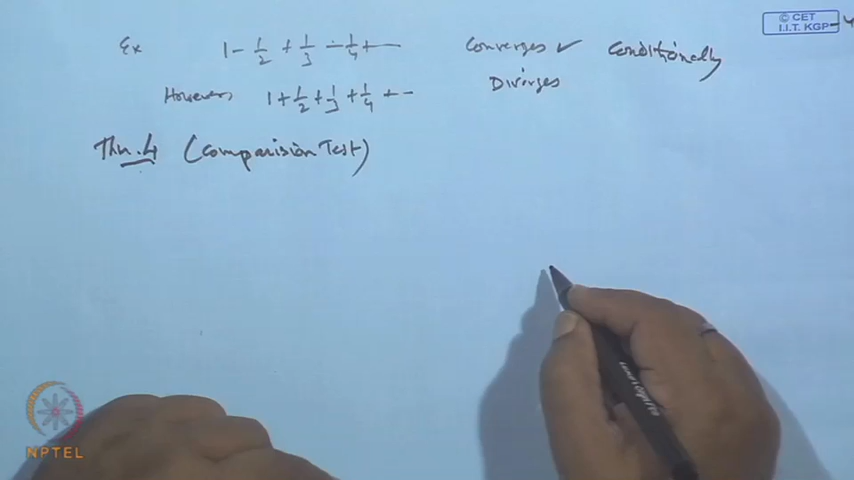 Ex 1 - 1/2 + 1/3 - 1/4 + — Converges ✓ Conditionally
However, 1 + 1/2 + 1/3 + 1/4 + -- Diverges
Thm. 4 (Comparision Test)
© CET
I.I.T. KGP
NPTEL